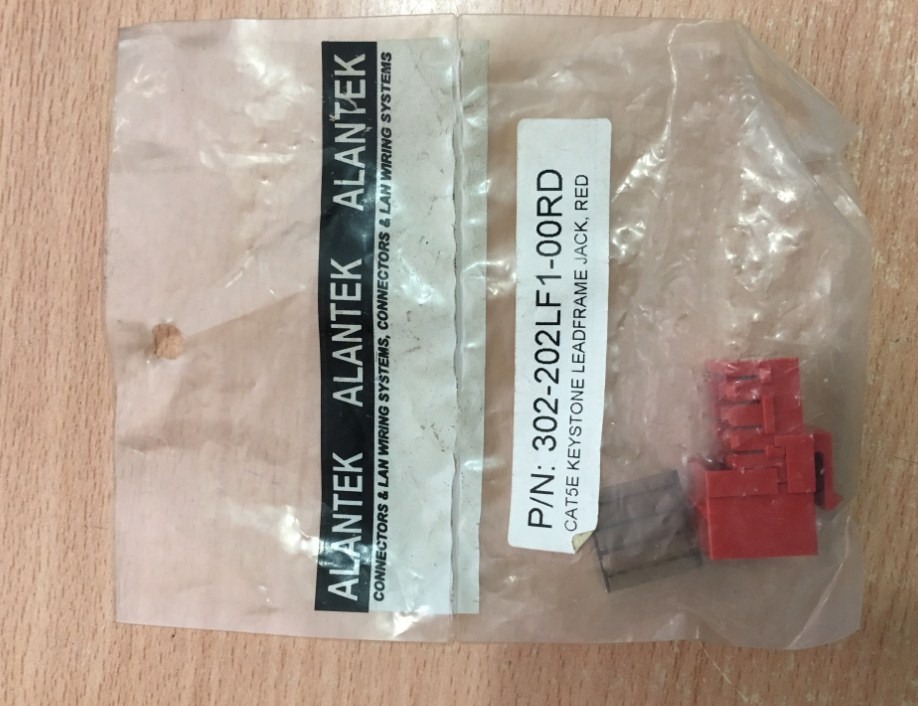 ALANTEK ALANTEK ALANTEK
CONNECTORS & LAN WIRING SYSTEMS, CONNECTORS & LAN WIRING SYSTEMS
P/N: 302-202LF1-00RD
CAT5E KEYSTONE LEADFRAME JACK, RED